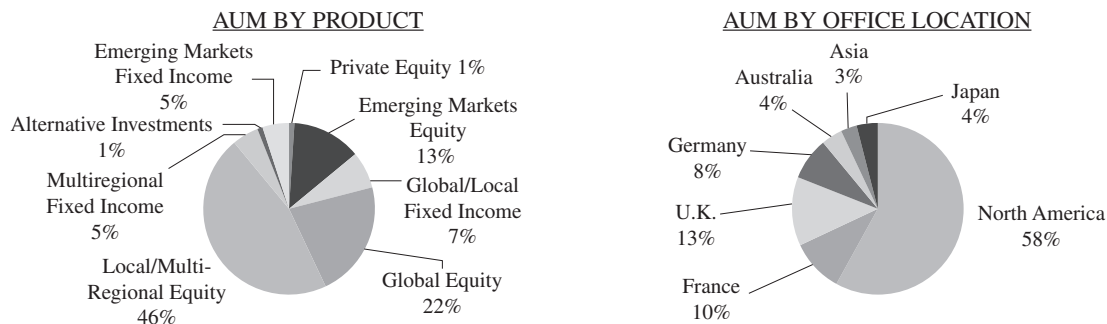 AUM BY PRODUCT
Emerging Markets
Fixed Income
5%
Private Equity 1%
Emerging Markets
Equity
13%
Alternative Investments
1%
Global/Local
Fixed Income
7%
Multiregional
Fixed Income
5%
Local/Multi-
Regional Equity
46%
Global Equity
22%
AUM BY OFFICE LOCATION
Asia
3%
Australia
4%
Japan
4%
Germany
8%
U.K.
13%
North America
58%
France
10%